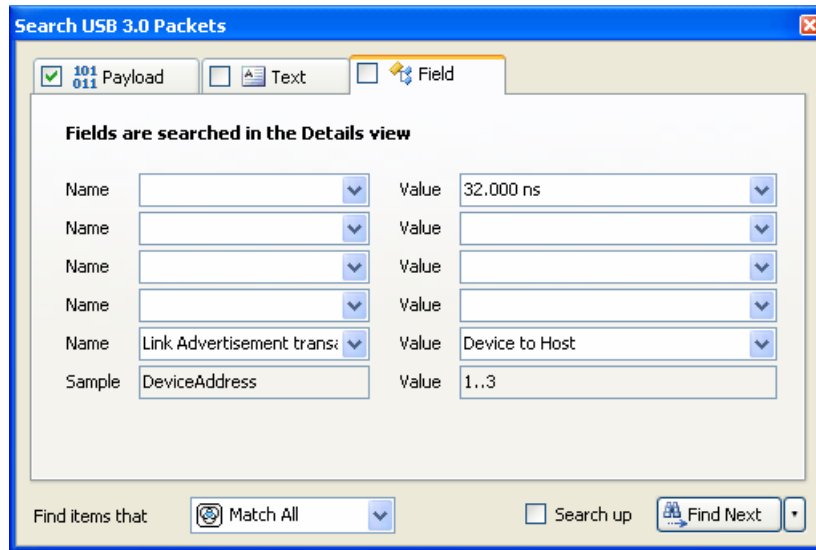 Search USB 3.0 Packets
101 011 Payload Text Field
Fields are searched in the Details view
Name Value 32.000 ns
Name Value
Name Value
Name Value
Name Link Advertisement transa Value Device to Host
Sample DeviceAddress Value 1..3
Find items that Match All Search up Find Next